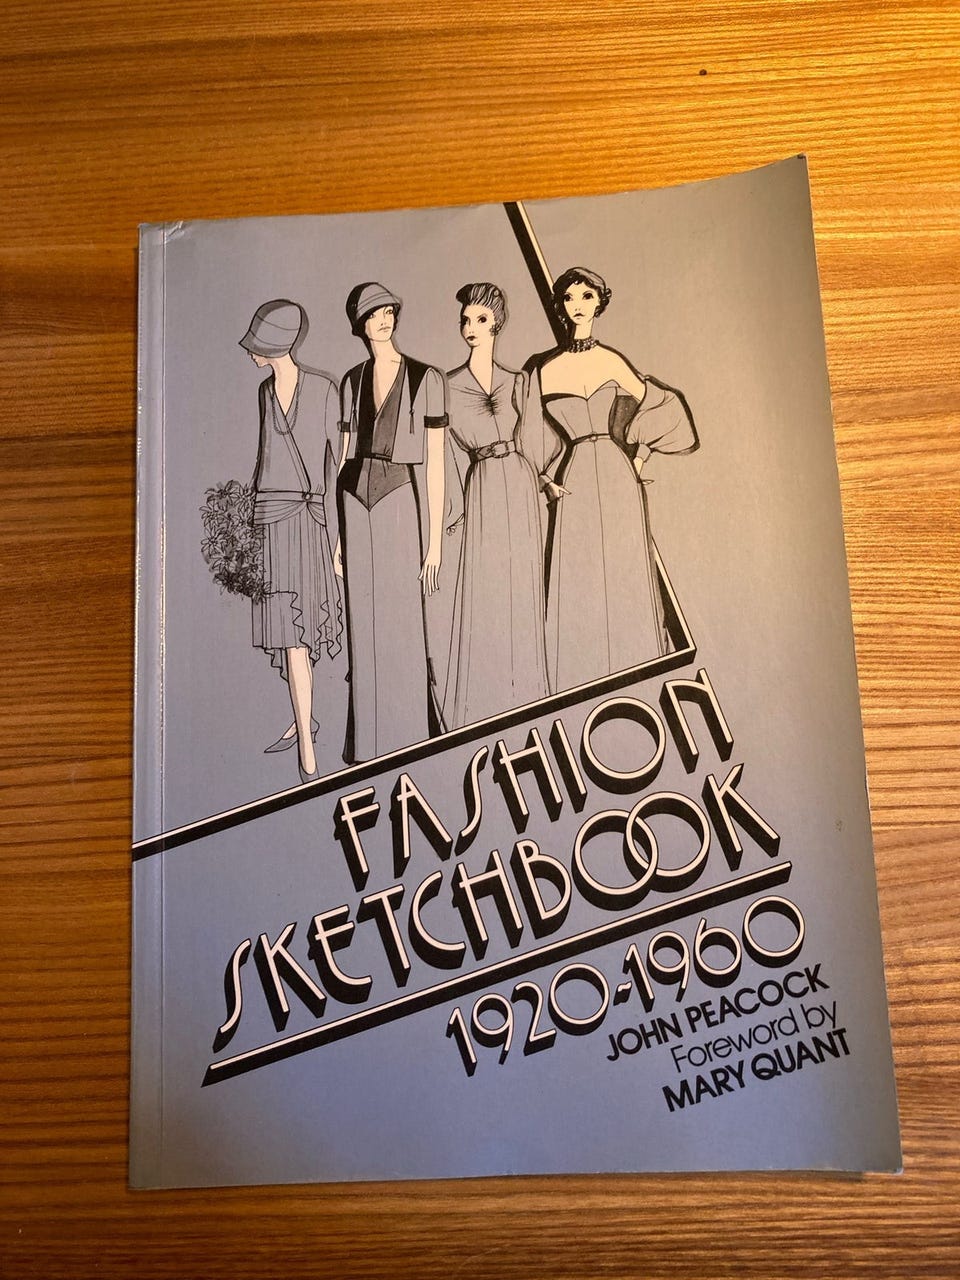 FASHION
SKETCHBOOK
1920-1960
JOHN PEACOCK
Foreword by
MARY QUANT